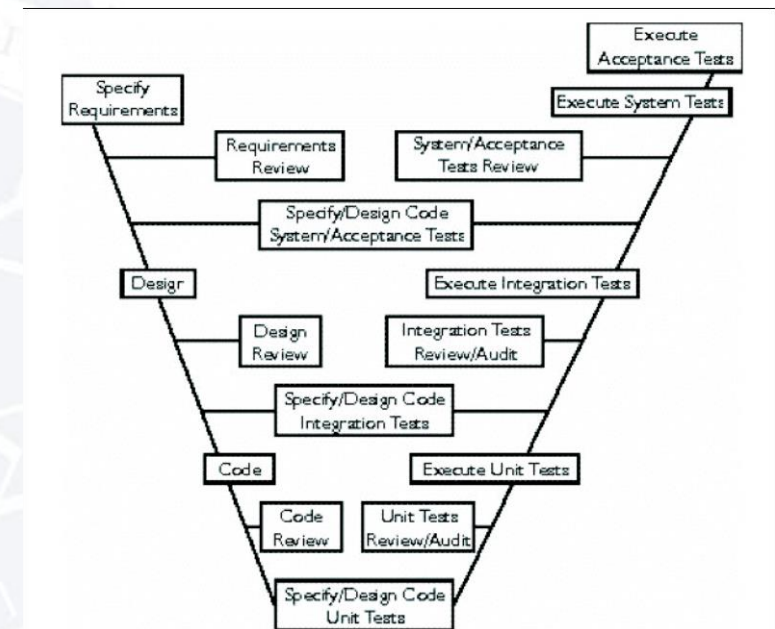 Execute
Acceptance Tests
Specify
Requirements
Execute System Tests
Requirements
Review
System/Acceptance
Tests Review
Specify/Design Code
System/Acceptance Tests
Design
Execute Integration Tests
Design
Review
Integration Tests
Review/Audit
Specify/Design Code
Integration Tests
Code
Execute Unit Tests
Code
Review
Unit Tests
Review/Audit
Specify/Design Code
Unit Tests